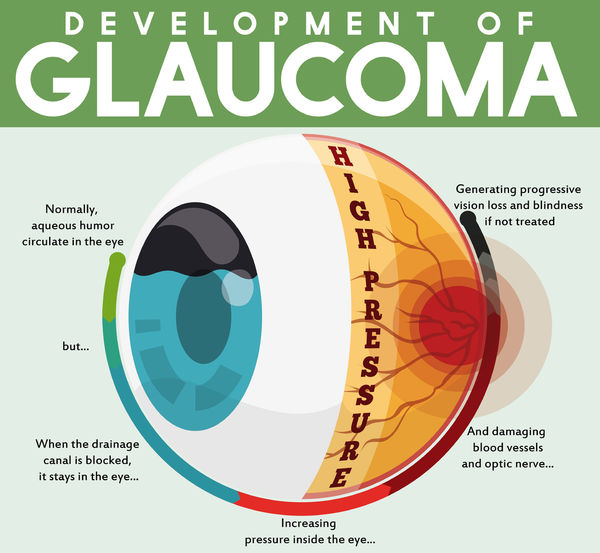 DEVELOPMENT OF
GLAUCOMA
Normally,
aqueous humor
circulate in the eye
but...
When the drainage
canal is blocked,
it stays in the eye...
Increasing
pressure inside the eye...
And damaging
blood vessels
and optic nerve...
Generating progressive
vision loss and blindness
if not treated
HIGH PRESSURE